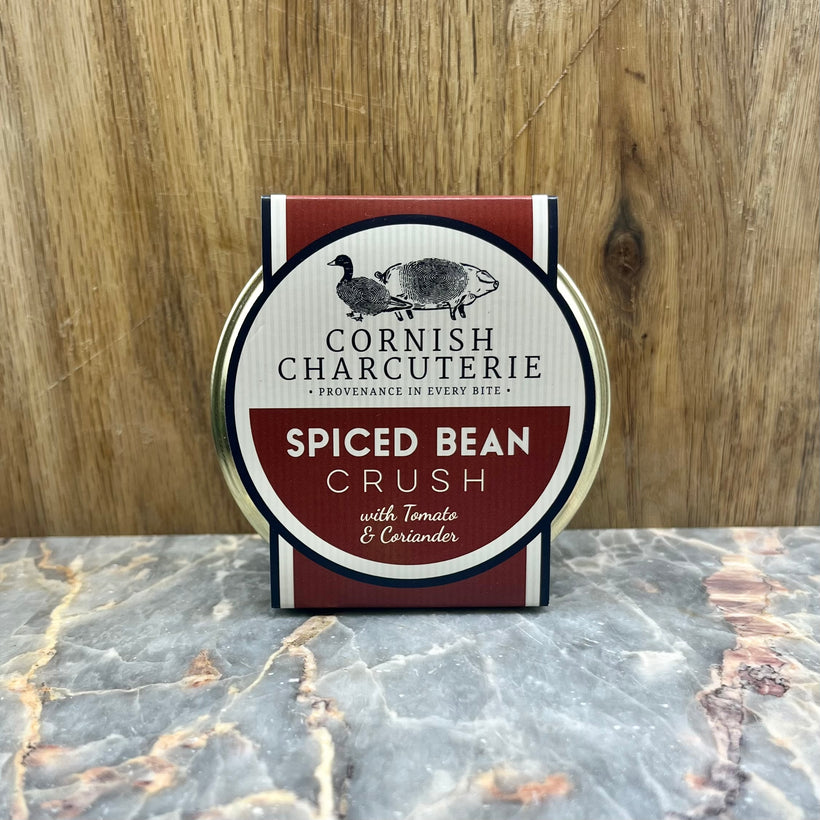 CORNISH
CHARCUTERIE
• PROVENANCE IN EVERY BITE •
SPICED BEAN
CRUSH
with Tomato
& Coriander